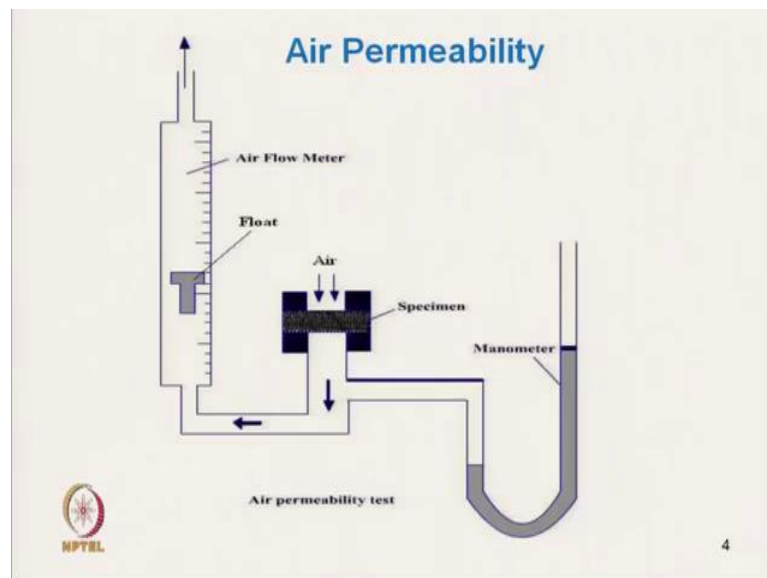 Air Permeability
Air Flow Meter
Float
Air
Specimen
Manometer
Air permeability test
NPTEL
4